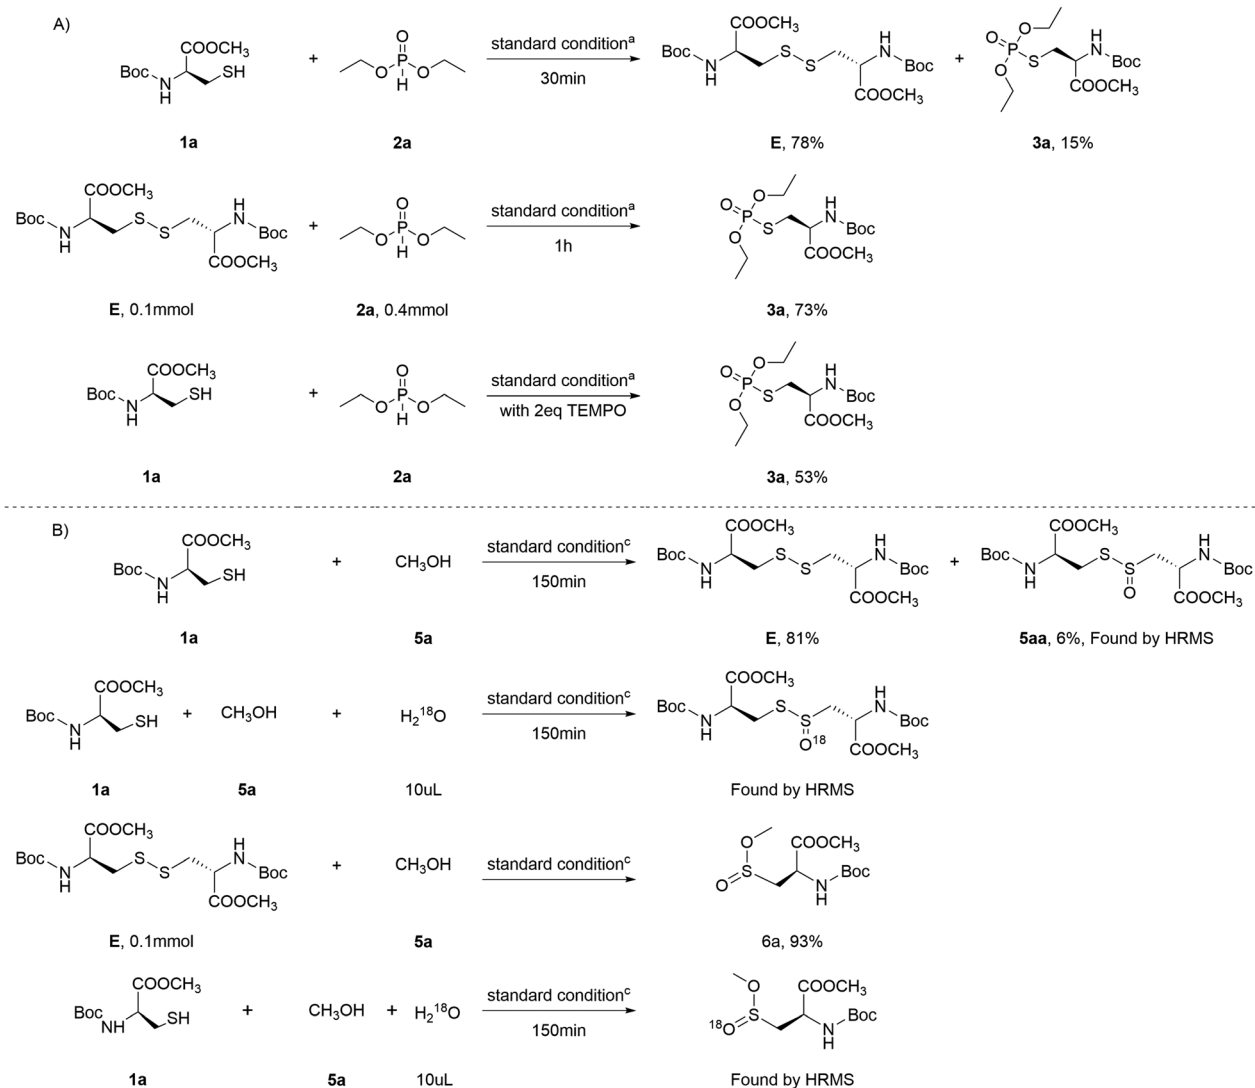 A)
COOCH3
Boc
N
H
SH
1a
+
O
O
P
O
H
2a
standard condition^a
30min
COOCH3
Boc
N
H
S
S
H
N
Boc
COOCH3
E, 78%
+
O
O
P
S
O
H
N
Boc
COOCH3
3a, 15%
COOCH3
Boc
N
H
S
S
H
N
Boc
COOCH3
E, 0.1mmol
+
O
O
P
O
H
2a, 0.4mmol
standard condition^a
1h
O
O
P
S
O
H
N
Boc
COOCH3
3a, 73%
COOCH3
Boc
N
H
SH
1a
+
O
O
P
O
H
2a
standard condition^a
with 2eq TEMPO
O
O
P
S
O
H
N
Boc
COOCH3
3a, 53%
B)
COOCH3
Boc
N
H
SH
1a
+
CH3OH
5a
standard condition^c
150min
COOCH3
Boc
N
H
S
S
H
N
Boc
COOCH3
E, 81%
+
COOCH3
Boc
N
H
S
S
O
H
N
Boc
COOCH3
5aa, 6%, Found by HRMS
COOCH3
Boc
N
H
SH
1a
+
CH3OH
5a
+
H2^18O
10uL
standard condition^c
150min
COOCH3
Boc
N
H
S
S
O^18
H
N
Boc
COOCH3
Found by HRMS
COOCH3
Boc
N
H
S
S
H
N
Boc
COOCH3
E, 0.1mmol
+
CH3OH
5a
standard condition^c
O
S
O
COOCH3
N
H
Boc
6a, 93%
COOCH3
Boc
NH
SH
1a
+
CH3OH
5a
+
H2^18O
10uL
standard condition^c
150min
O
S
^18O
COOCH3
N
H
Boc
Found by HRMS